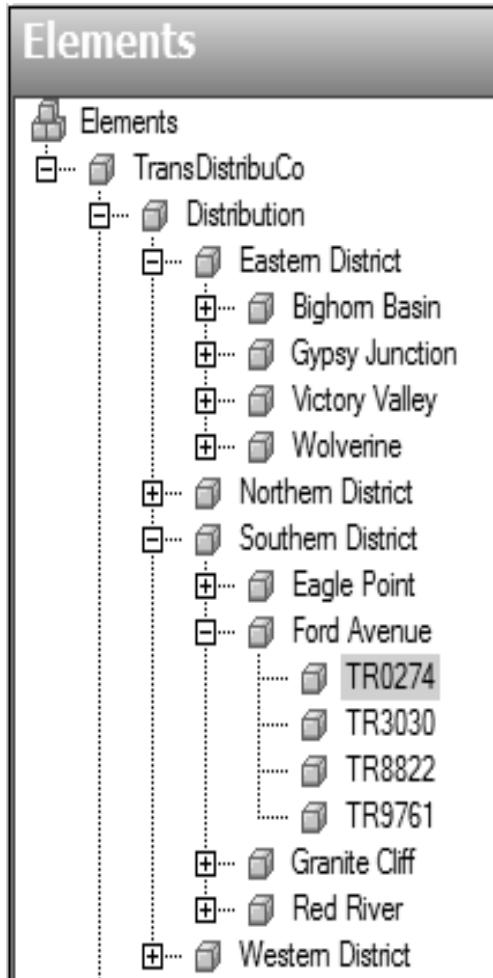 Elements
Elements
TransDistribuCo
Distribution
Eastern District
Bighorn Basin
Gypsy Junction
Victory Valley
Wolverine
Northern District
Southern District
Eagle Point
Ford Avenue
TR0274
TR3030
TR8822
TR9761
Granite Cliff
Red River
Western District